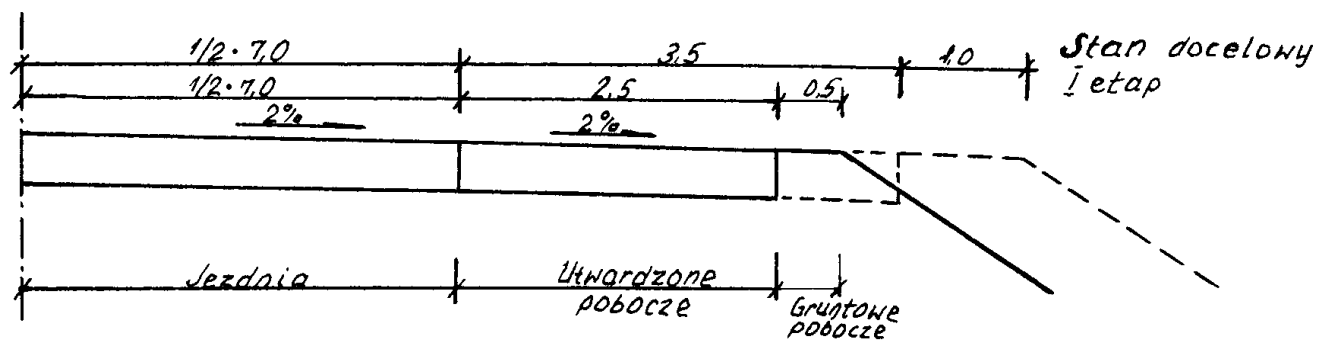 1/2 · 7,0
3,5
1,0
Stan docelowy
I etap
1/2 · 7,0
2,5
0,5
2%
2%
Jezdnia
Utwardzone
pobocze
Gruntowe
pobocze